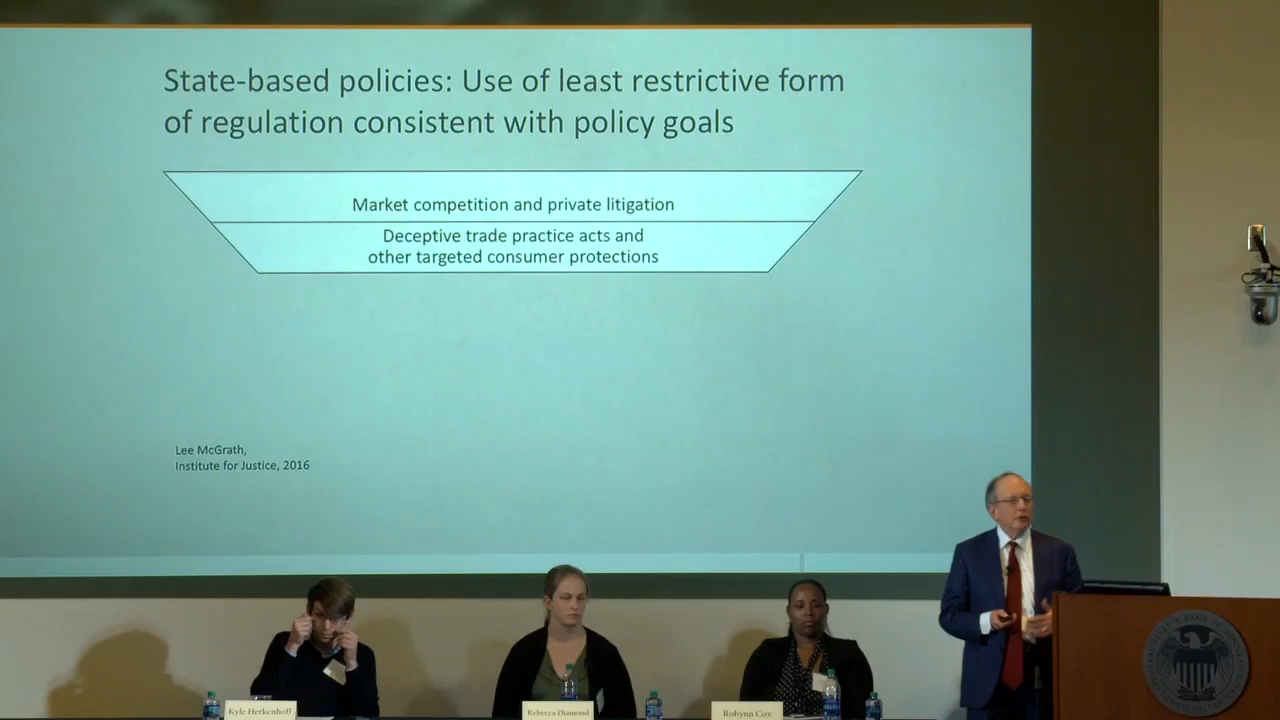 State-based policies: Use of least restrictive form
of regulation consistent with policy goals
Market competition and private litigation
Deceptive trade practice acts and
other targeted consumer protections
Lee McGrath,
Institute for Justice, 2016
Kyle Herkenhoff
Rebecca Diamond
Robynn Cox